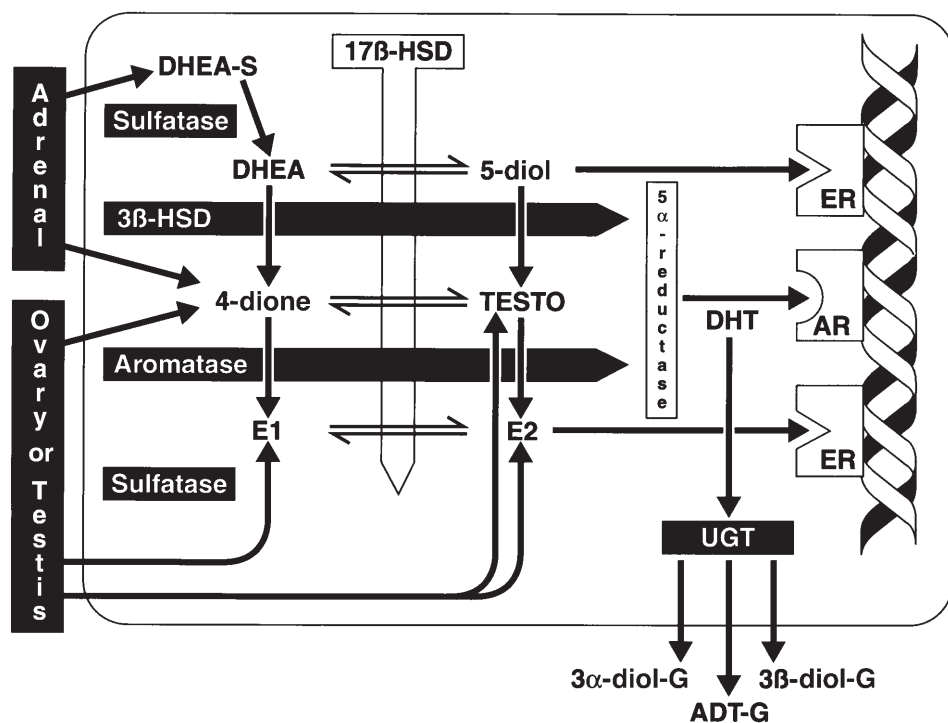 17ß-HSD
DHEA-S
Adrenal
Sulfatase
DHEA
5-diol
ER
3ß-HSD
5α-reductase
4-dione
TESTO
DHT
AR
Ovary or Testis
Aromatase
E1
E2
ER
Sulfatase
UGT
3α-diol-G
3ß-diol-G
ADT-G